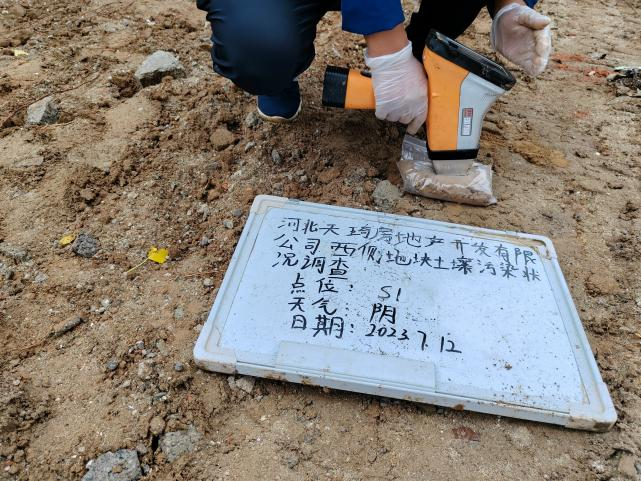 河北天琦房地产开发有限
公司西侧地块土壤污染状
况调查
点位: S1
天气: 阴
日期: 2023.7.12